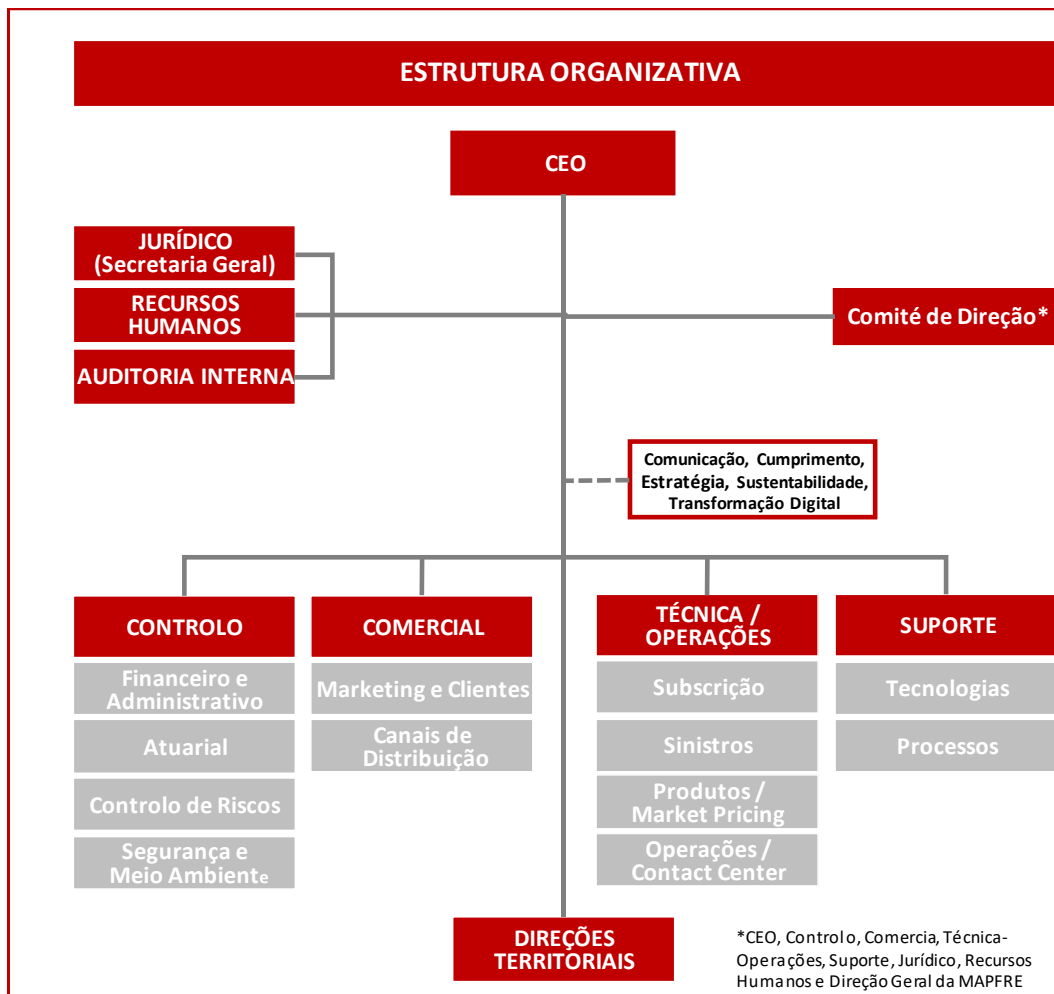 ESTRUTURA ORGANIZATIVA
CEO
JURÍDICO
(Secretaria Geral)
RECURSOS
HUMANOS
AUDITORIA INTERNA
Comité de Direção*
Comunicação, Cumprimento,
Estratégia, Sustentabilidade,
Transformação Digital
CONTROLO
Financeiro e
Administrativo
Atuarial
Controlo de Riscos
Segurança e
Meio Ambiente
COMERCIAL
Marketing e Clientes
Canais de
Distribuição
TÉCNICA /
OPERAÇÕES
Subscrição
Sinistros
Produtos /
Market Pricing
Operações /
Contact Center
SUPORTE
Tecnologias
Processos
DIREÇÕES
TERRITORIAIS
*CEO, Controlo, Comercia, Técnica-
Operações, Suporte, Jurídico, Recursos
Humanos e Direção Geral da MAPFRE